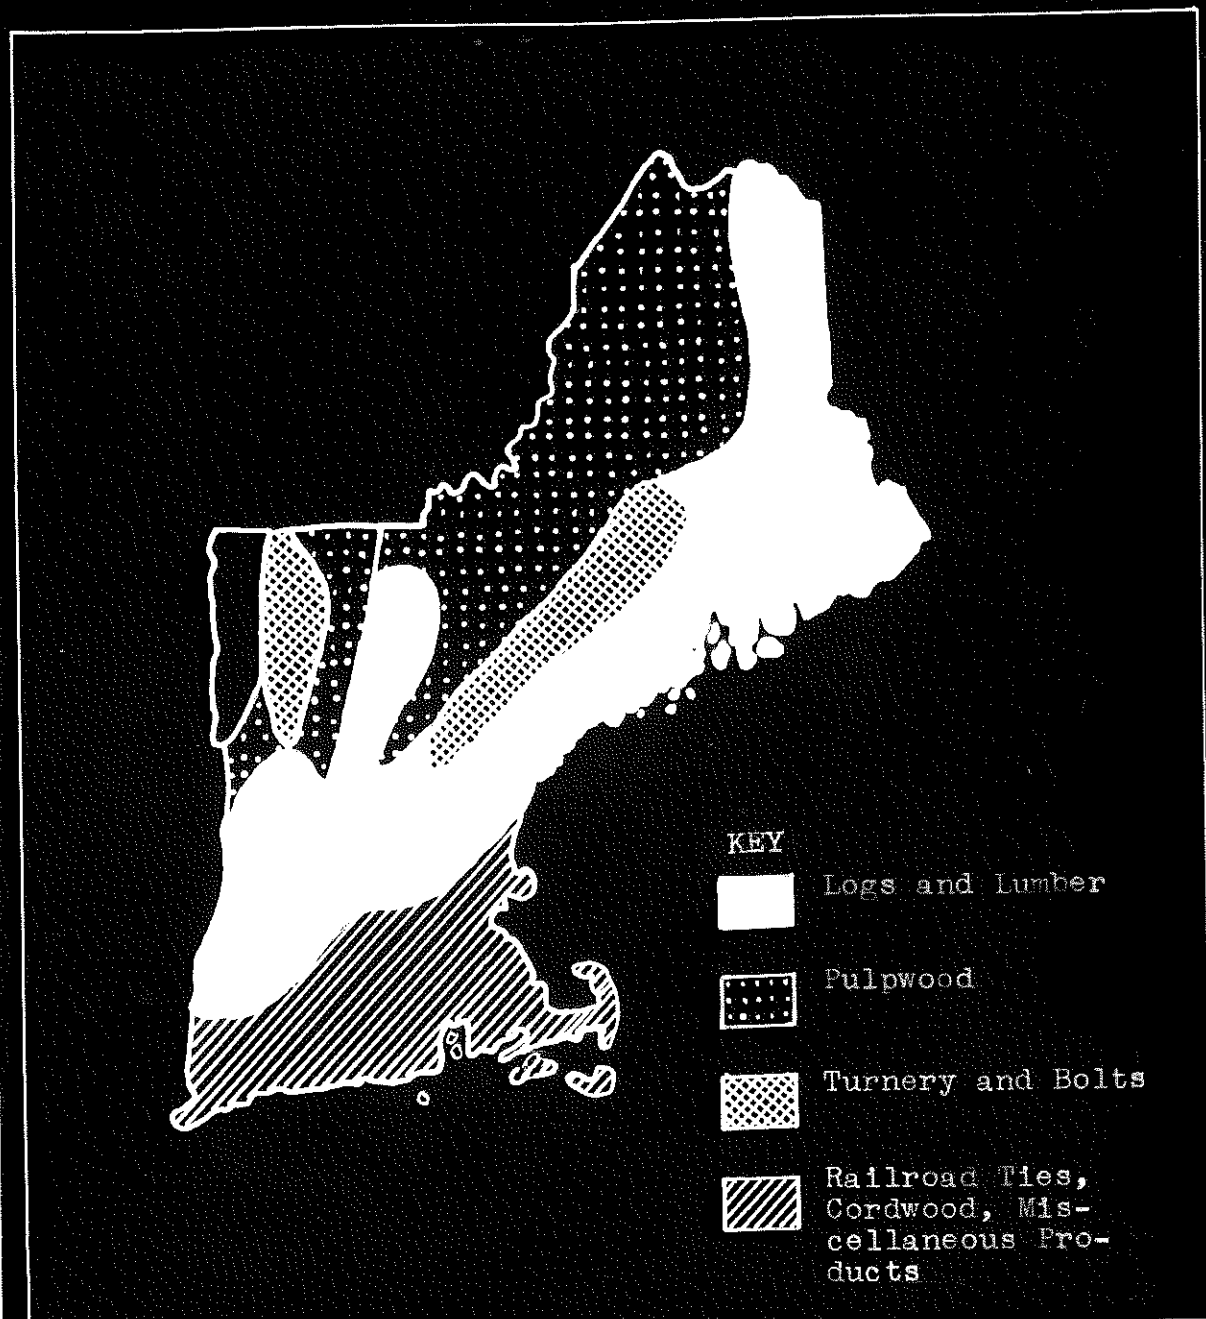 KEY
Logs and Lumber
Pulpwood
Turnery and Bolts
Railroad Ties,
Cordwood, Mis-
cellaneous Pro-
ducts